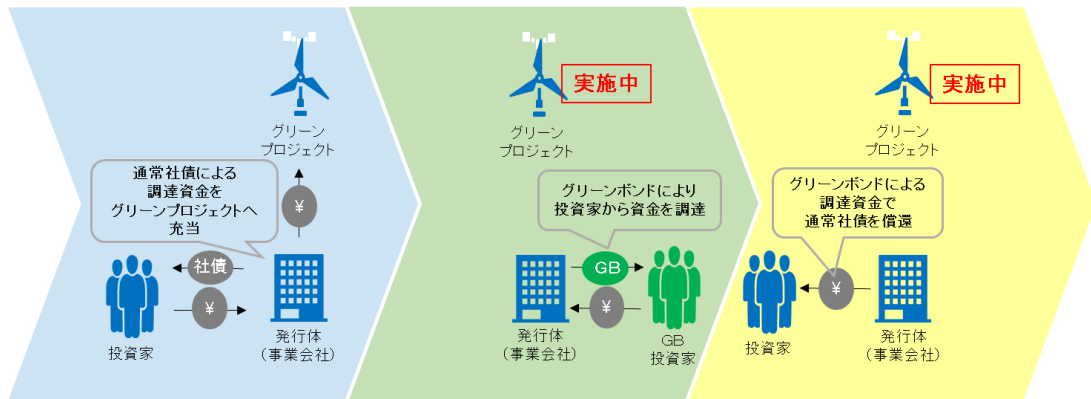 グリーン
プロジェクト
通常社債による
調達資金を
グリーンプロジェクトへ
充当
¥
社債
¥
投資家
発行体
(事業会社)
実施中
グリーン
プロジェクト
グリーンボンドにより
投資家から資金を調達
GB
¥
発行体
(事業会社)
GB
投資家
実施中
グリーン
プロジェクト
グリーンボンドによる
調達資金で
通常社債を償還
¥
投資家
発行体
(事業会社)